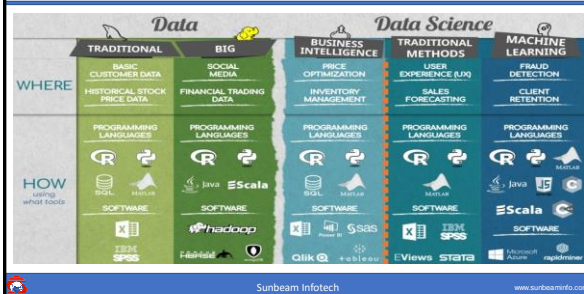 Data
Data Science
TRADITIONAL
BIG
BUSINESS
INTELLIGENCE
TRADITIONAL
METHODS
MACHINE
LEARNING
WHERE
BASIC
CUSTOMER DATA
HISTORICAL STOCK
PRICE DATA
SOCIAL
MEDIA
FINANCIAL TRADING
DATA
PRICE
OPTIMIZATION
INVENTORY
MANAGEMENT
USER
EXPERIENCE (UX)
SALES
FORECASTING
FRAUD
DETECTION
CLIENT
RETENTION
HOW
using
what tools
PROGRAMMING
LANGUAGES
R
SQL
MATLAB
SOFTWARE
X
IBM
SPSS
PROGRAMMING
LANGUAGES
R
Java
Scala
SOFTWARE
hadoop
HBASE
mongoDB
PROGRAMMING
LANGUAGES
R
SQL
MATLAB
SOFTWARE
X
Power BI
sas
Qlik
+ableau
PROGRAMMING
LANGUAGES
R
MATLAB
SOFTWARE
X
IBM
SPSS
EViews
STATA
PROGRAMMING
LANGUAGES
R
MATLAB
Java
JS
C
Scala
C
SOFTWARE
Microsoft
Azure
rapidminer
Sunbeam Infotech
www.sunbeaminfo.com